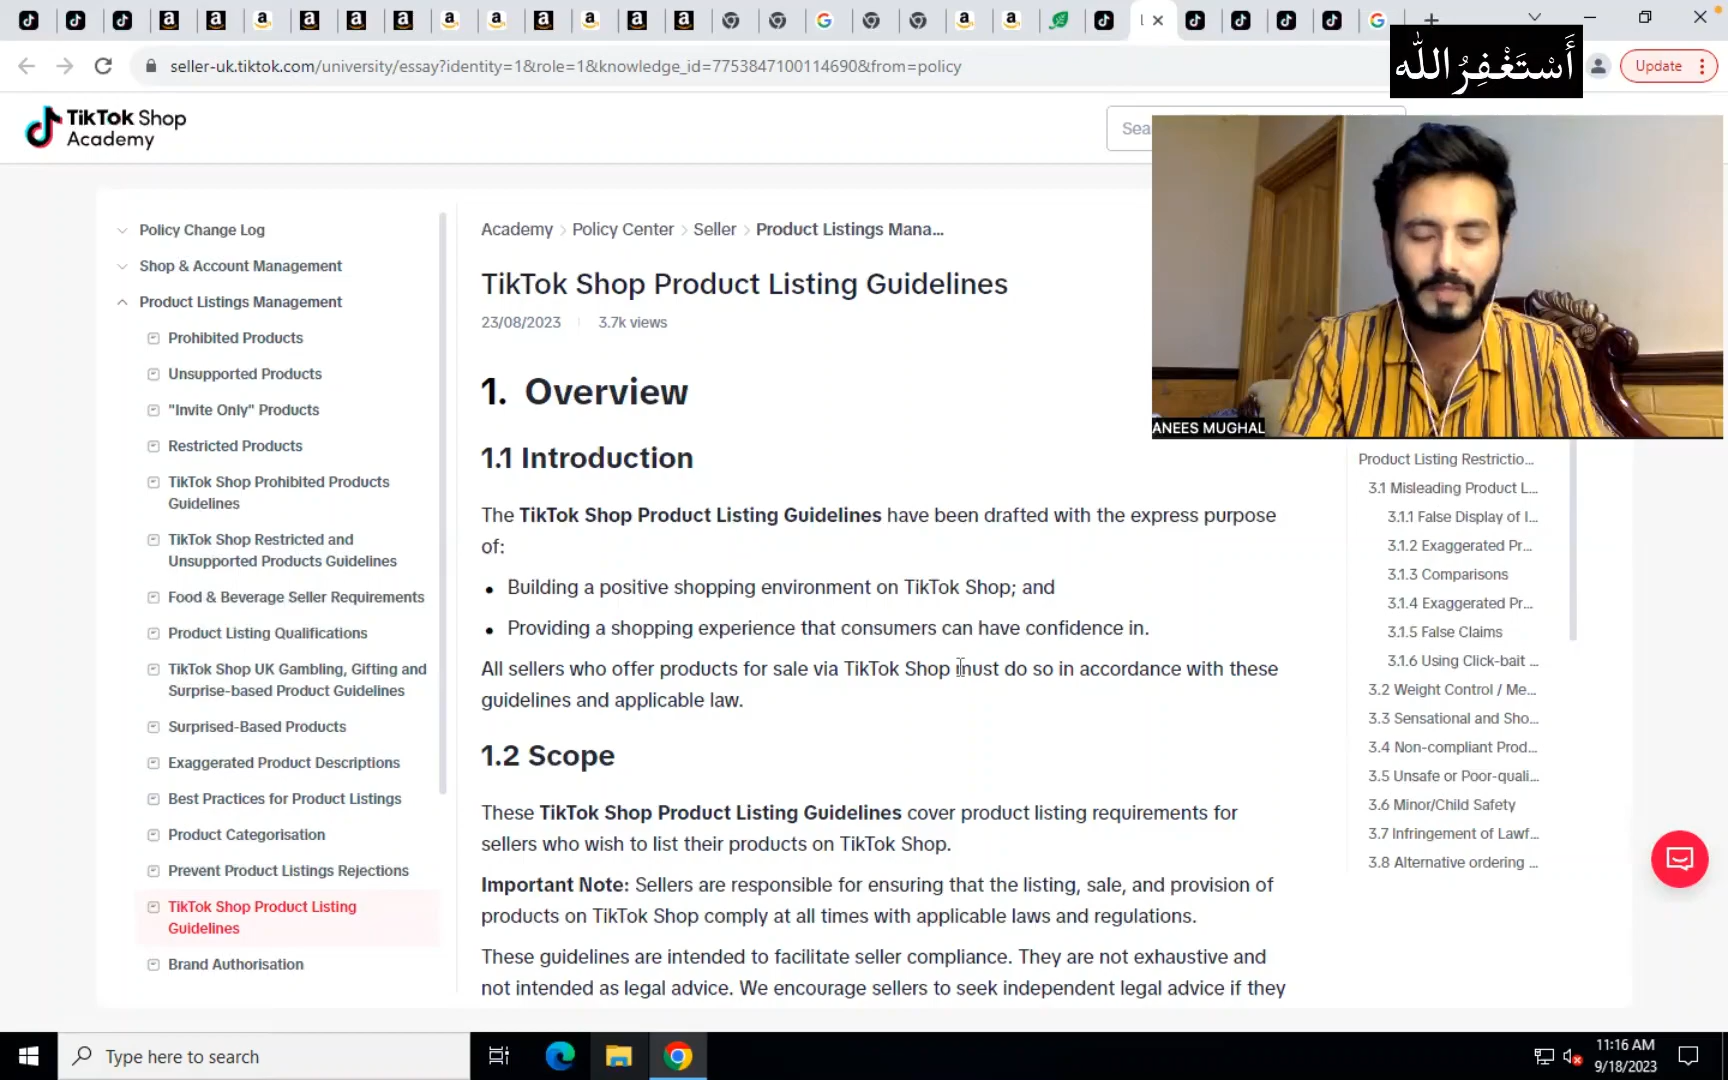 seller-uk.tiktok.com/university/essay?identity=1&role=1&knowledge_id=7753847100114690&from=policy
أَسْتَغْفِرُ اللّٰه
Update
TikTok Shop
Academy
Sea
ANEES MUGHAL
Policy Change Log
Shop & Account Management
Product Listings Management
Prohibited Products
Unsupported Products
"Invite Only" Products
Restricted Products
TikTok Shop Prohibited Products
Guidelines
TikTok Shop Restricted and
Unsupported Products Guidelines
Food & Beverage Seller Requirements
Product Listing Qualifications
TikTok Shop UK Gambling, Gifting and
Surprise-based Product Guidelines
Surprised-Based Products
Exaggerated Product Descriptions
Best Practices for Product Listings
Product Categorisation
Prevent Product Listings Rejections
TikTok Shop Product Listing
Guidelines
Brand Authorisation
Academy > Policy Center > Seller > Product Listings Mana...
TikTok Shop Product Listing Guidelines
23/08/2023 | 3.7k views
1. Overview
1.1 Introduction
The TikTok Shop Product Listing Guidelines have been drafted with the express purpose
of:
• Building a positive shopping environment on TikTok Shop; and
• Providing a shopping experience that consumers can have confidence in.
All sellers who offer products for sale via TikTok Shop must do so in accordance with these
guidelines and applicable law.
1.2 Scope
These TikTok Shop Product Listing Guidelines cover product listing requirements for
sellers who wish to list their products on TikTok Shop.
Important Note: Sellers are responsible for ensuring that the listing, sale, and provision of
products on TikTok Shop comply at all times with applicable laws and regulations.
These guidelines are intended to facilitate seller compliance. They are not exhaustive and
not intended as legal advice. We encourage sellers to seek independent legal advice if they
Product Listing Restrictio...
3.1 Misleading Product L...
3.1.1 False Display of I...
3.1.2 Exaggerated Pr...
3.1.3 Comparisons
3.1.4 Exaggerated Pr...
3.1.5 False Claims
3.1.6 Using Click-bait ...
3.2 Weight Control / Me...
3.3 Sensational and Sho...
3.4 Non-compliant Prod...
3.5 Unsafe or Poor-quali...
3.6 Minor/Child Safety
3.7 Infringement of Lawf...
3.8 Alternative ordering ...
Type here to search
11:16 AM
9/18/2023